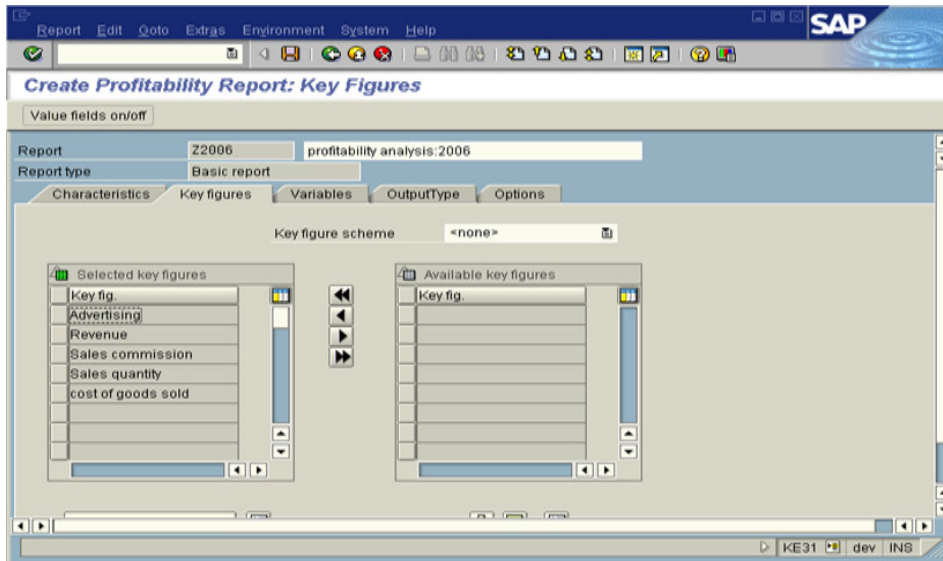 Report Edit Goto Extras Environment System Help
SAP
Create Profitability Report: Key Figures
Value fields on/off
Report Z2006 profitability analysis:2006
Report type Basic report
Characteristics Key figures Variables OutputType Options
Key figure scheme <none>
Selected key figures Available key figures
Key fig. Key fig.
Advertising
Revenue
Sales commission
Sales quantity
cost of goods sold
KE31 dev INS